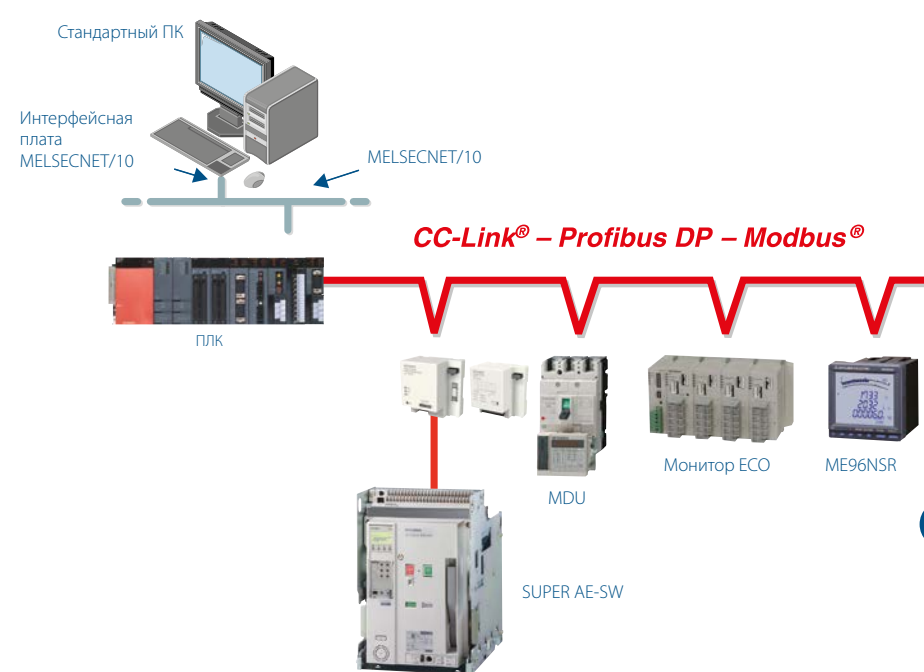 Стандартный ПК
Интерфейсная
плата
MELSECNET/10
MELSECNET/10
CC-Link® – Profibus DP – Modbus®
ПЛК
MDU
Монитор ECO
ME96NSR
SUPER AE-SW